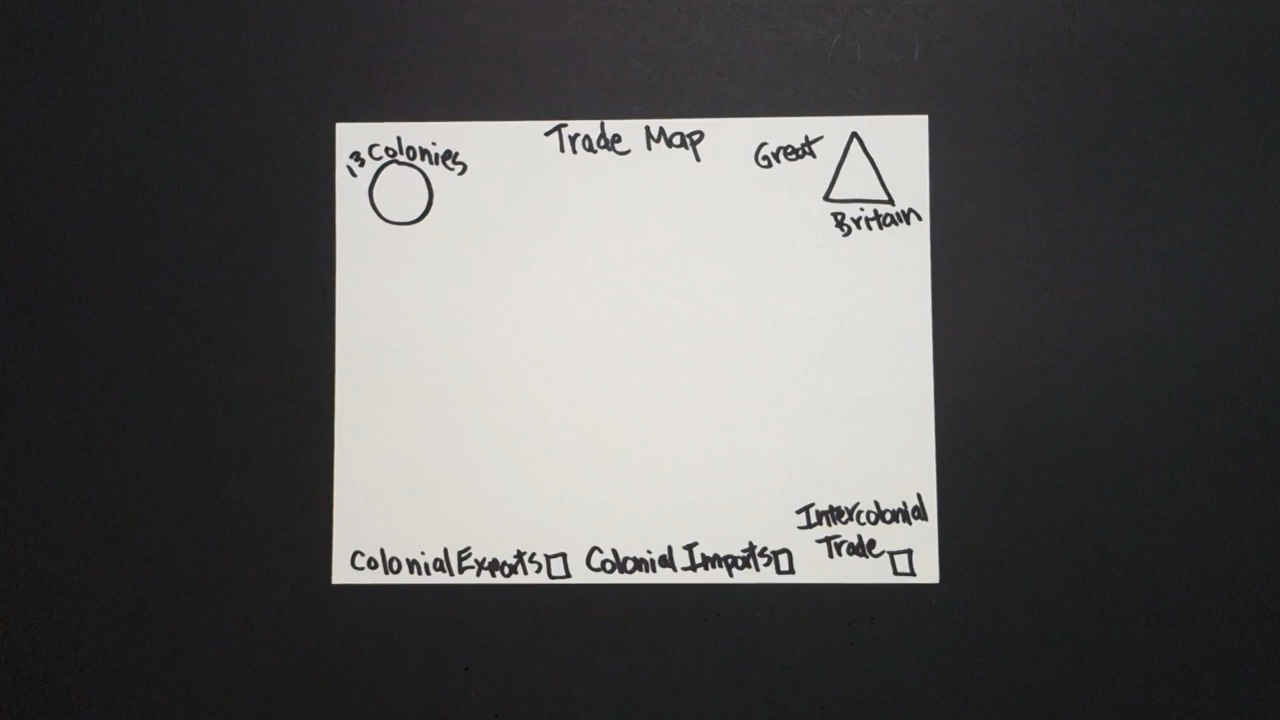 Trade Map
13 Colonies
Great
Britain
Intercolonial
Trade
Colonial Exports
Colonial Imports